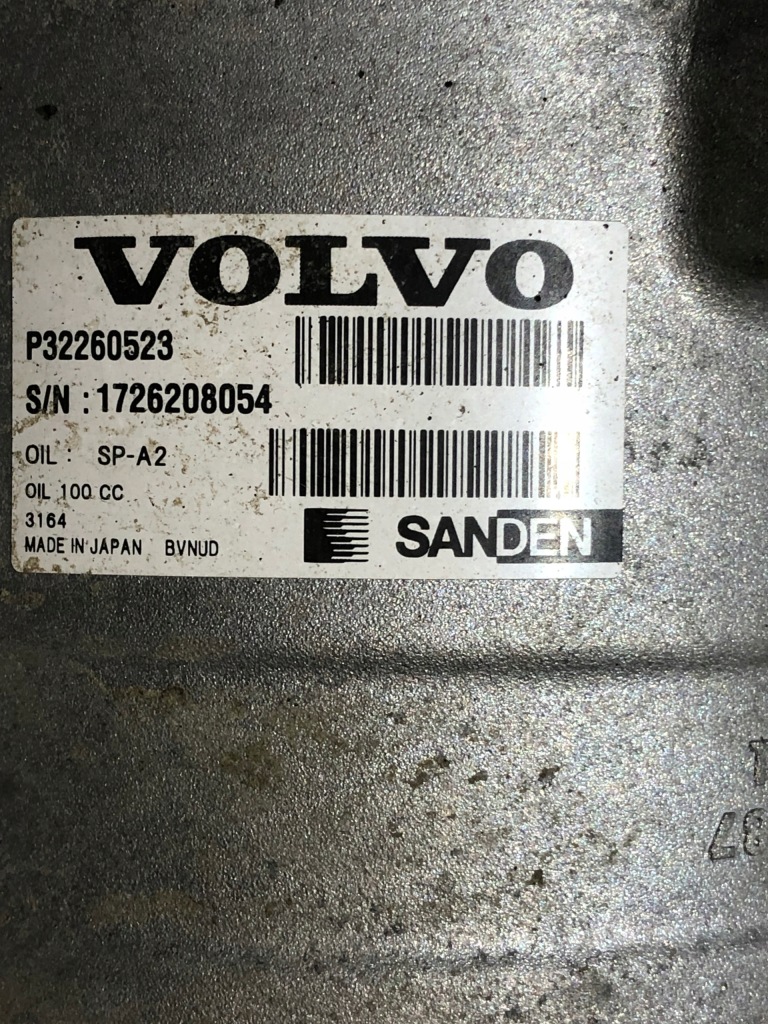 VOLVO
P32260523
S/N : 1726208054
OIL : SP-A2
OIL 100 CC
3164
MADE IN JAPAN BVNUD
SANDEN